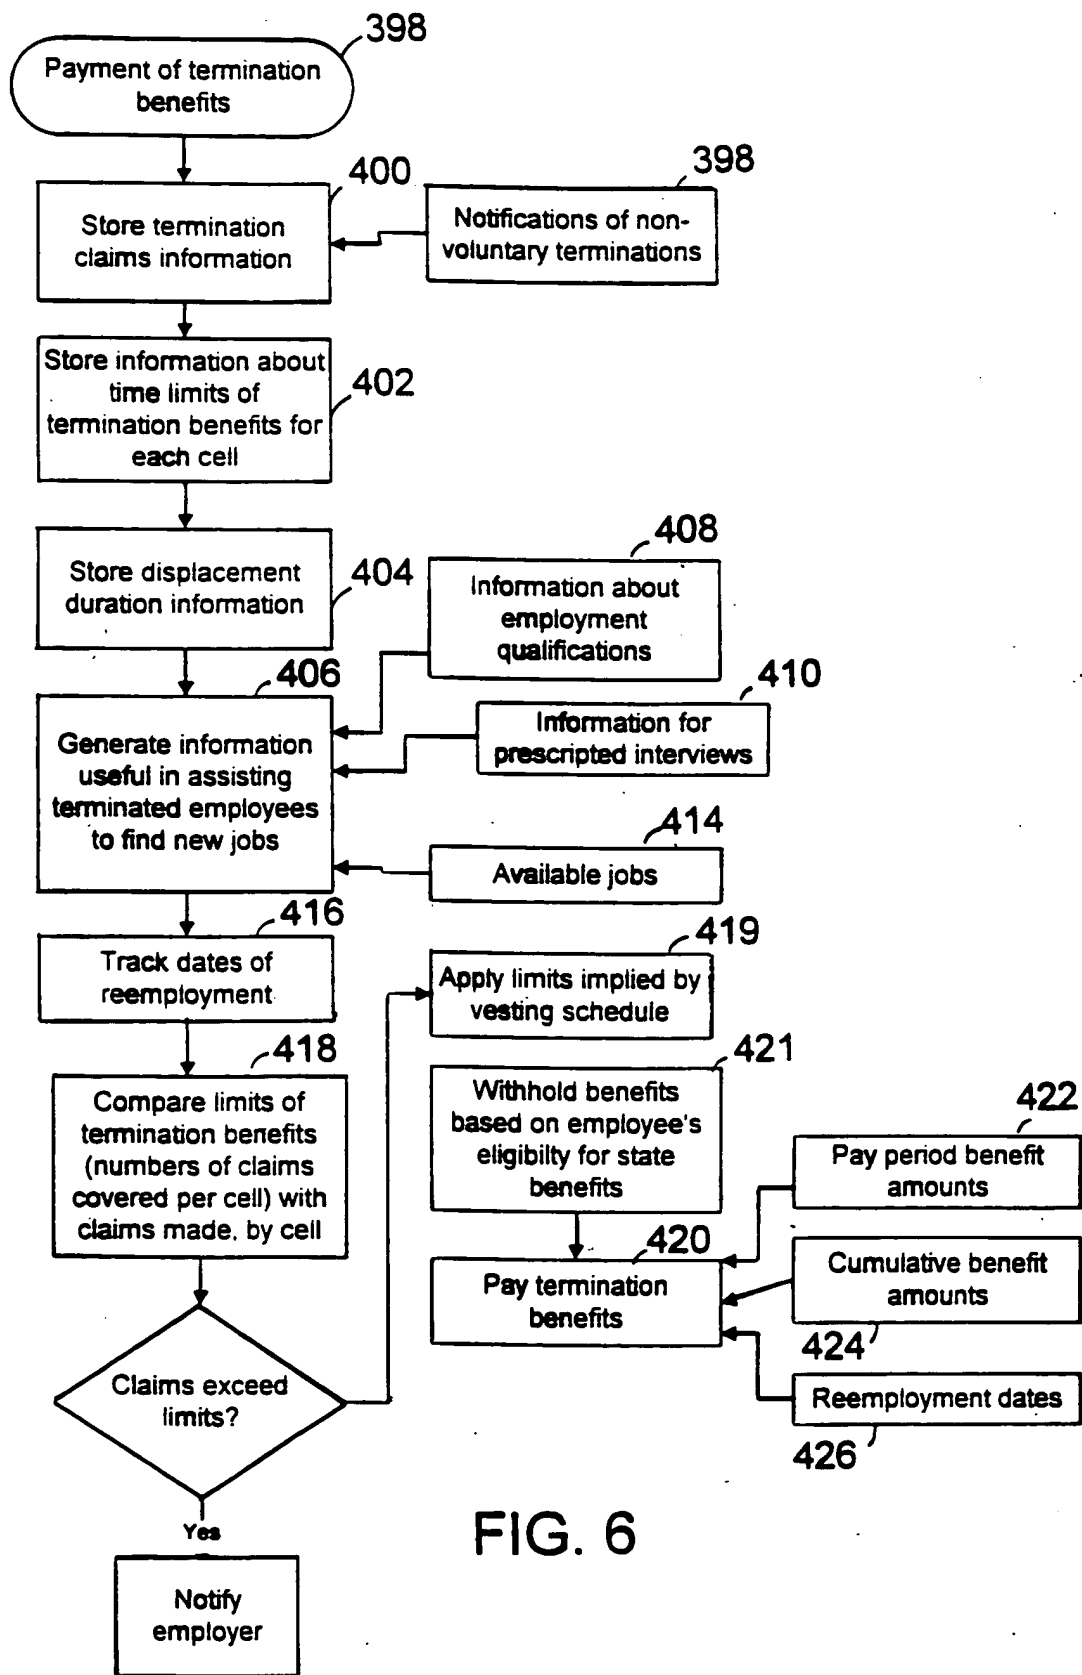 398
Payment of termination
benefits
400
Store termination
claims information
398
Notifications of non-
voluntary terminations
Store information about
time limits of
termination benefits for
each cell
402
Store displacement
duration information
404
408
Information about
employment
qualifications
406
Generate information
useful in assisting
terminated employees
to find new jobs
410
Information for
prescripted interviews
414
Available jobs
416
Track dates of
reemployment
419
Apply limits implied by
vesting schedule
418
Compare limits of
termination benefits
(numbers of claims
covered per cell) with
claims made, by cell
421
Withhold benefits
based on employee's
eligibilty for state
benefits
422
Pay period benefit
amounts
420
Pay termination
benefits
Cumulative benefit
amounts
424
Claims exceed
limits?
Reemployment dates
426
Yes
Notify
employer
FIG. 6